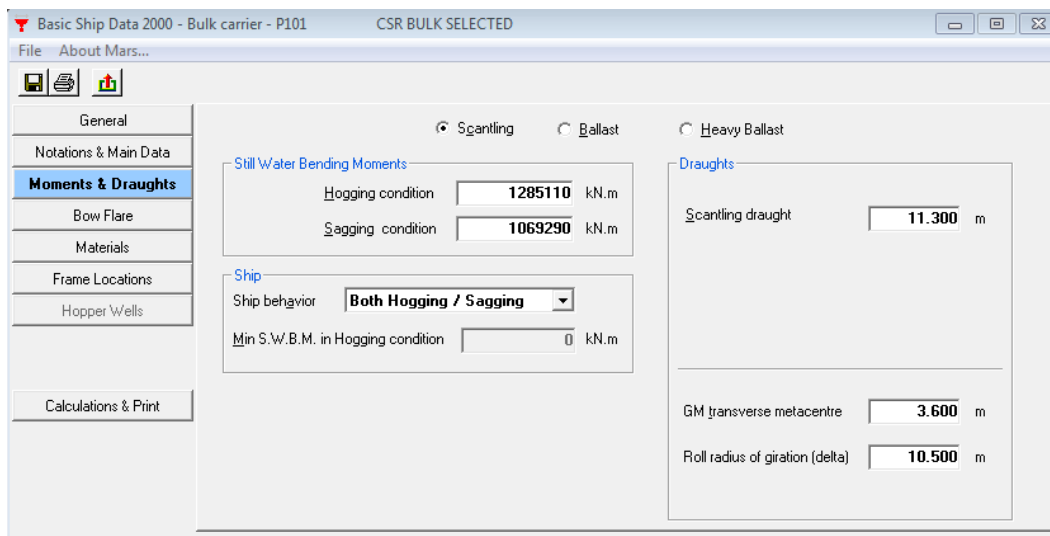 Basic Ship Data 2000 - Bulk carrier - P101 CSR BULK SELECTED
File About Mars...
General
Notations & Main Data
Moments & Draughts
Bow Flare
Materials
Frame Locations
Hopper Wells
Calculations & Print
Scantling Ballast Heavy Ballast
Still Water Bending Moments
Hogging condition 1285110 kN.m
Sagging condition 1069290 kN.m
Ship
Ship behavior Both Hogging / Sagging
Min S.W.B.M. in Hogging condition 0 kN.m
Draughts
Scantling draught 11.300 m
GM transverse metacentre 3.600 m
Roll radius of giration (delta) 10.500 m